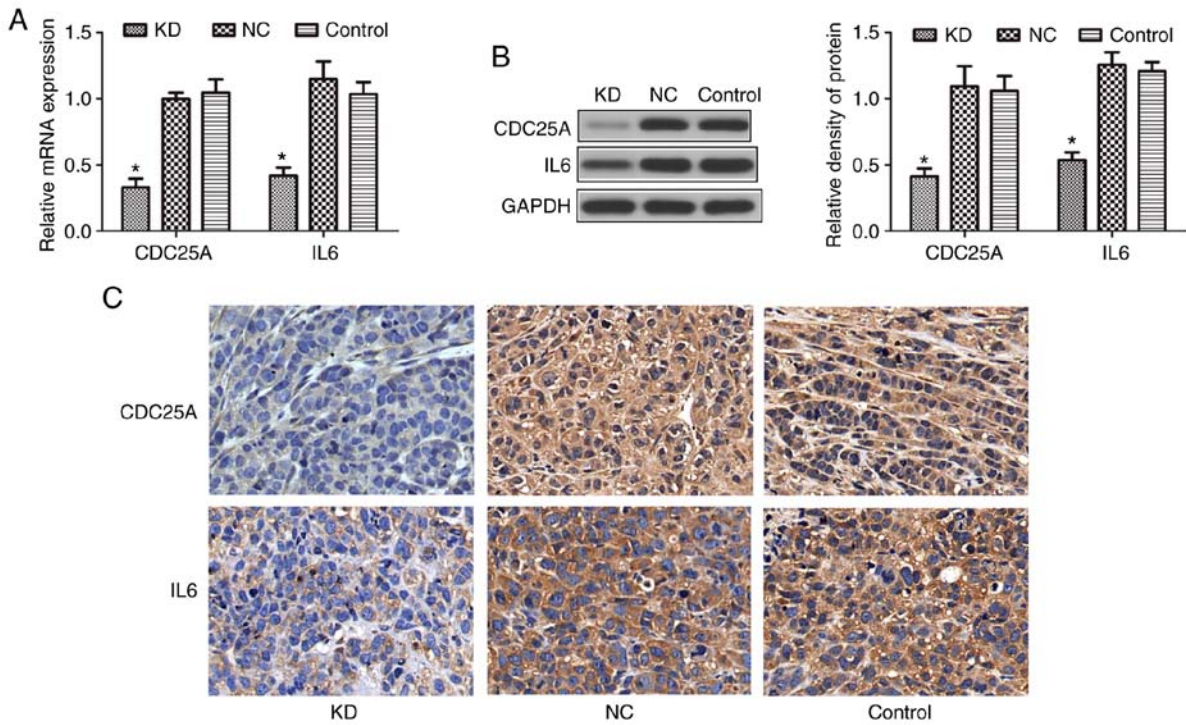 A
KD NC Control
Relative mRNA expression
1.5
1.0
0.5
0.0
*
*
CDC25A IL6
B
KD NC Control
CDC25A
IL6
GAPDH
KD NC Control
Relative density of protein
1.5
1.0
0.5
0.0
*
*
CDC25A IL6
C
CDC25A
IL6
KD NC Control